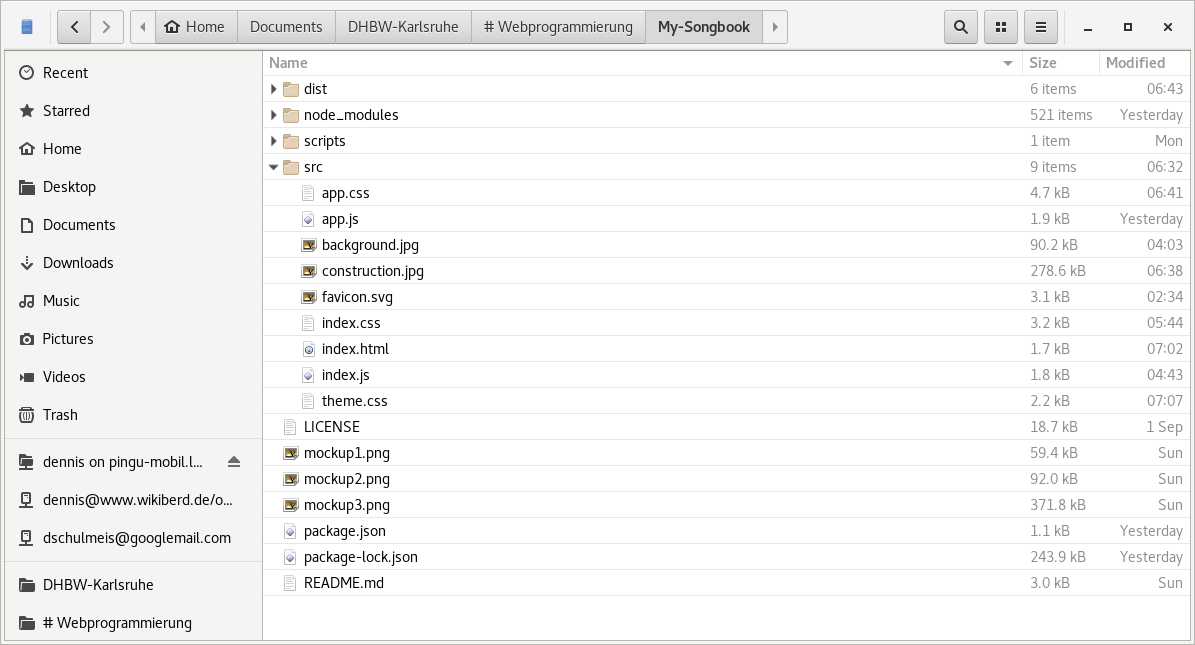 Home Documents DHBW-Karlsruhe # Webprogrammierung My-Songbook
Recent
Starred
Home
Desktop
Documents
Downloads
Music
Pictures
Videos
Trash
dennis on pingu-mobil.l...
dennis@www.wikiberd.de/o...
dschulmeis@googlemail.com
DHBW-Karlsruhe
# Webprogrammierung
Name Size Modified
dist 6 items 06:43
node_modules 521 items Yesterday
scripts 1 item Mon
src 9 items 06:32
app.css 4.7 kB 06:41
app.js 1.9 kB Yesterday
background.jpg 90.2 kB 04:03
construction.jpg 278.6 kB 06:38
favicon.svg 3.1 kB 02:34
index.css 3.2 kB 05:44
index.html 1.7 kB 07:02
index.js 1.8 kB 04:43
theme.css 2.2 kB 07:07
LICENSE 18.7 kB 1 Sep
mockup1.png 59.4 kB Sun
mockup2.png 92.0 kB Sun
mockup3.png 371.8 kB Sun
package.json 1.1 kB Yesterday
package-lock.json 243.9 kB Yesterday
README.md 3.0 kB Sun